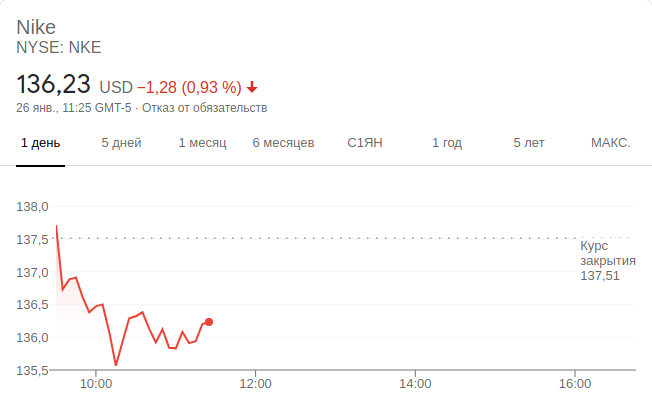 Nike
NYSE: NKE
136,23 USD −1,28 (0,93 %)
26 янв., 11:25 GMT-5 · Отказ от обязательств
1 день 5 дней 1 месяц 6 месяцев С1ЯН 1 год 5 лет МАКС.
138,0
137,5
Курс
закрытия
137,51
137,0
136,5
136,0
135,5
10:00 12:00 14:00 16:00